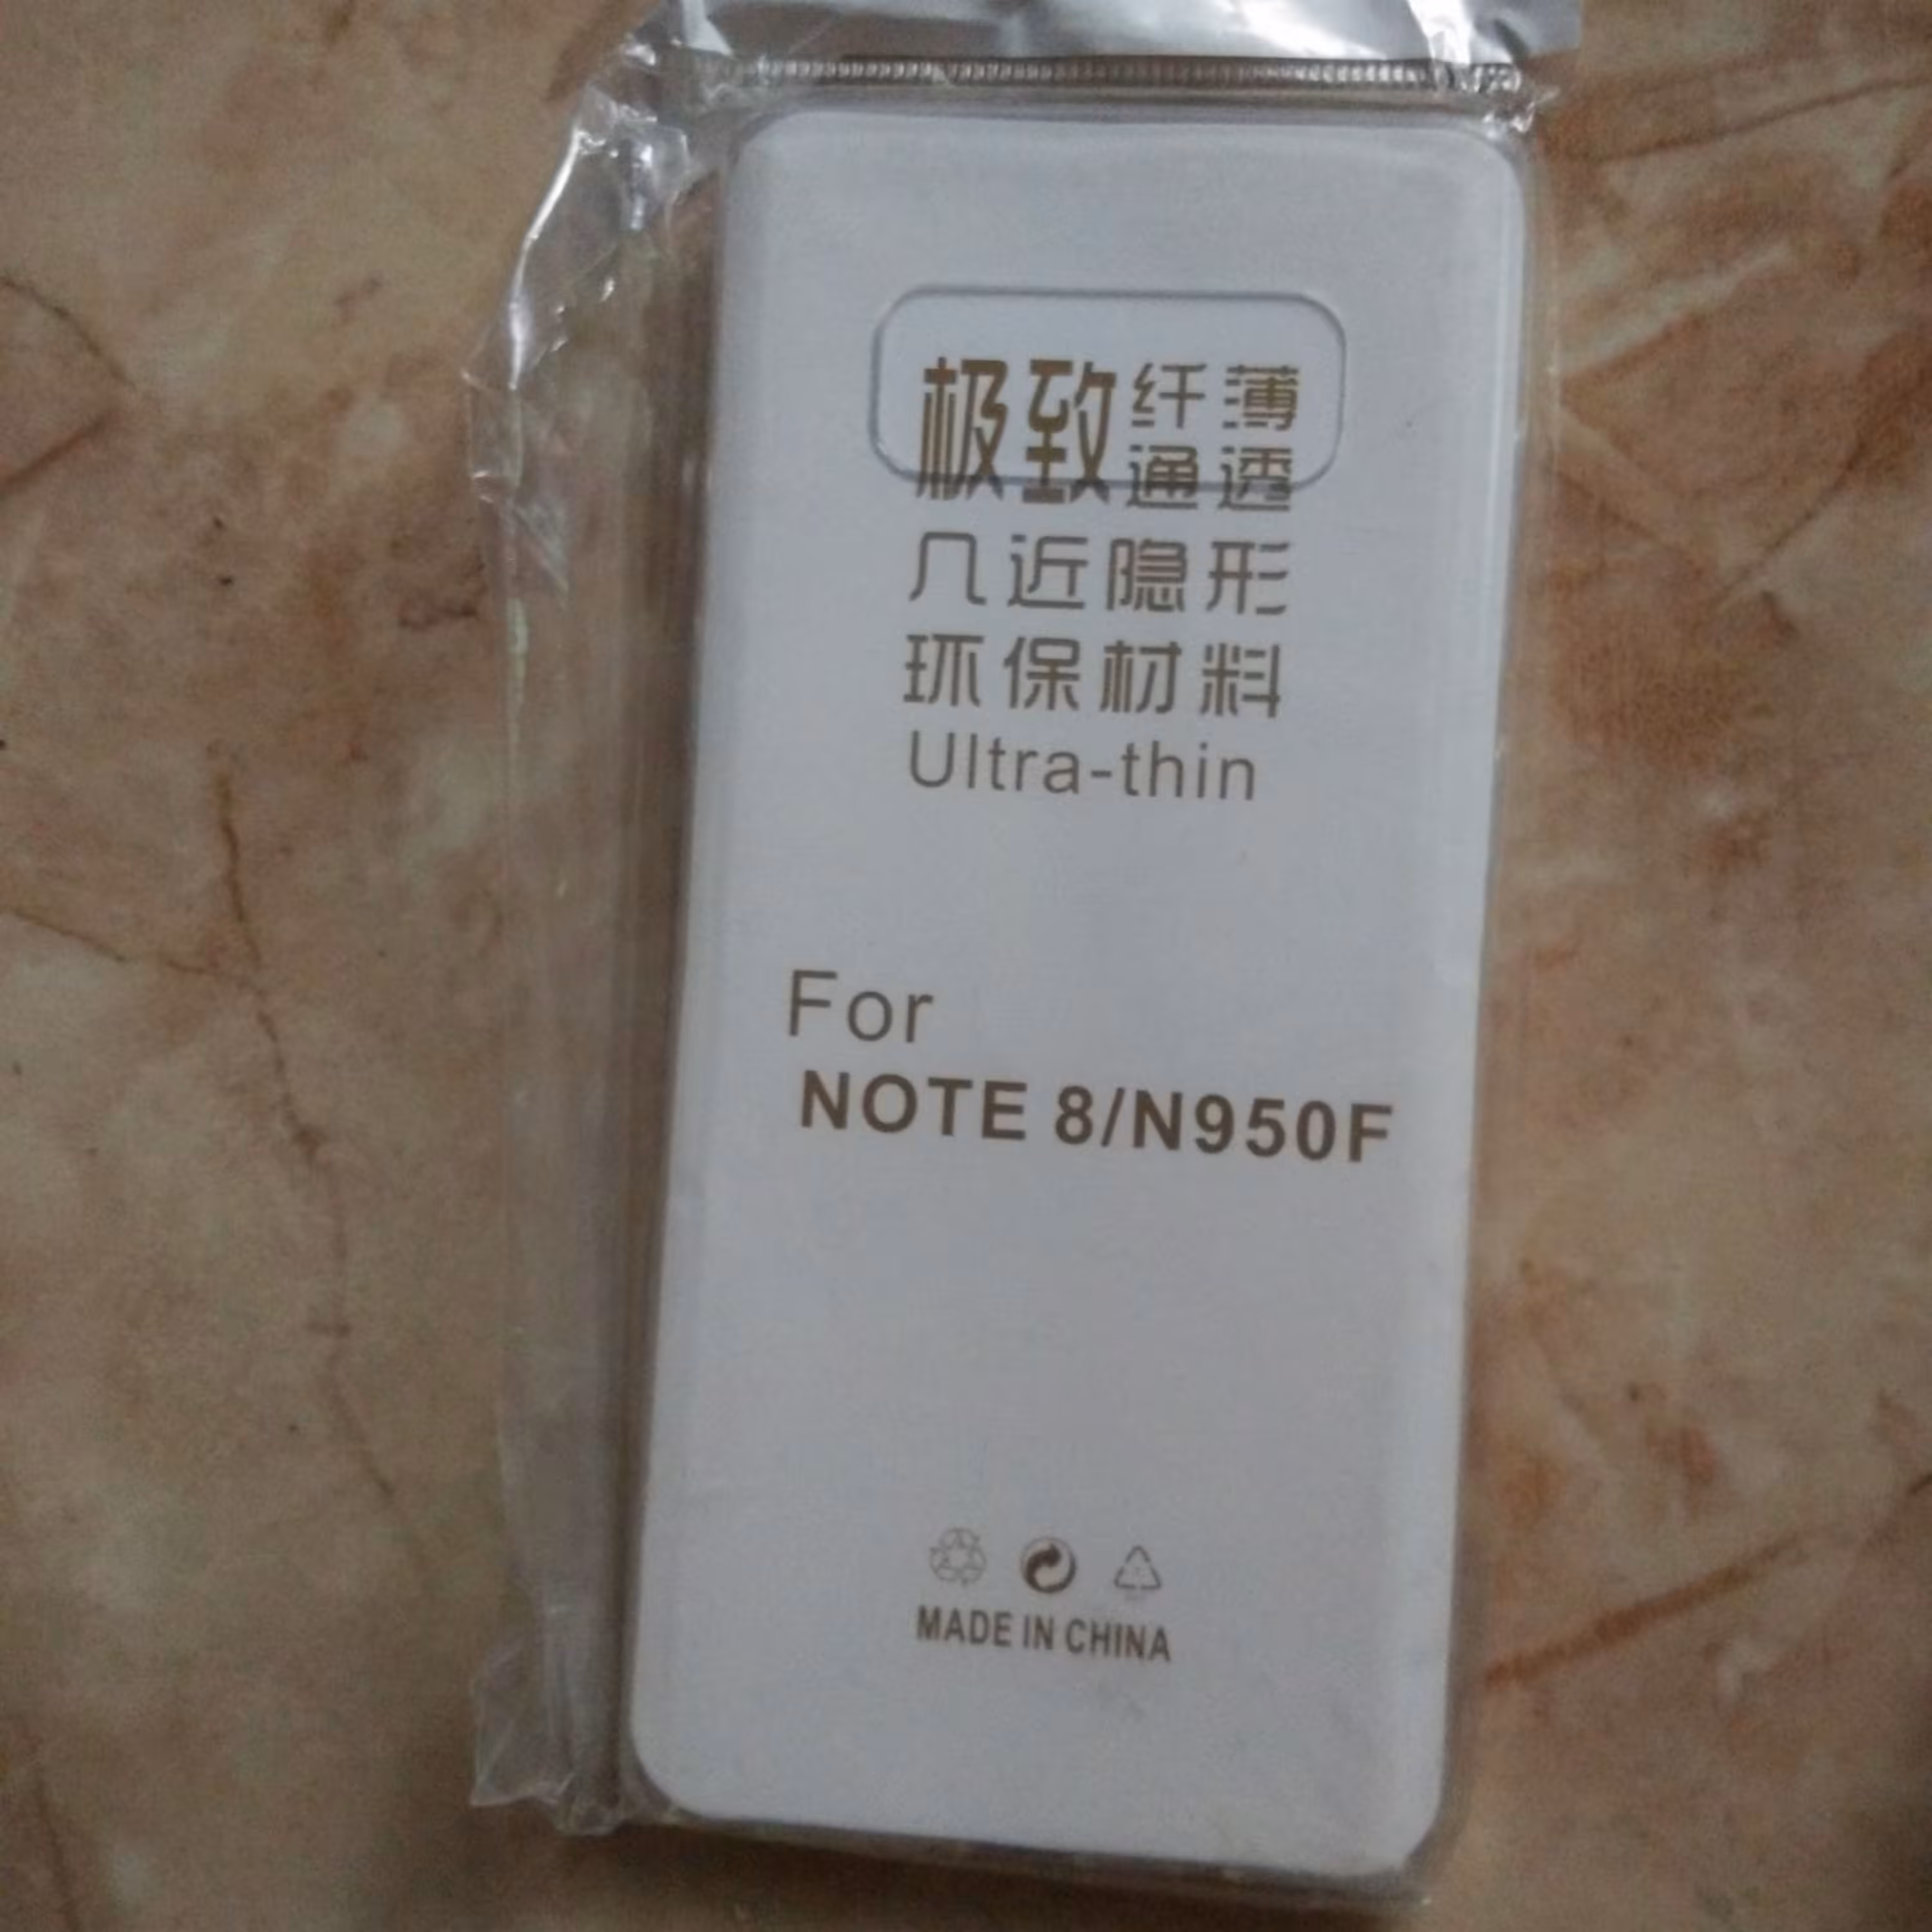 极致纤薄
通透
几近隐形
环保材料
Ultra-thin
For
NOTE 8/N950F
MADE IN CHINA